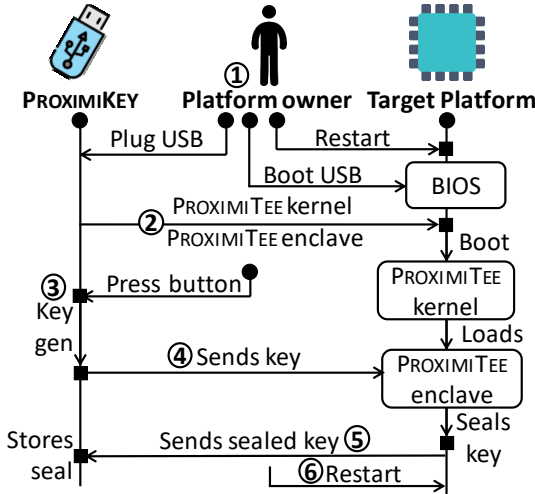 ①
PROXIMIKEY Platform owner Target Platform
Plug USB
Restart
Boot USB
BIOS
② PROXIMITEE kernel
PROXIMITEE enclave
Boot
③ Press button
PROXIMITEE
kernel
Key
gen
Loads
④ Sends key
PROXIMITEE
enclave
Seals
key
Stores
seal
Sends sealed key ⑤
⑥ Restart